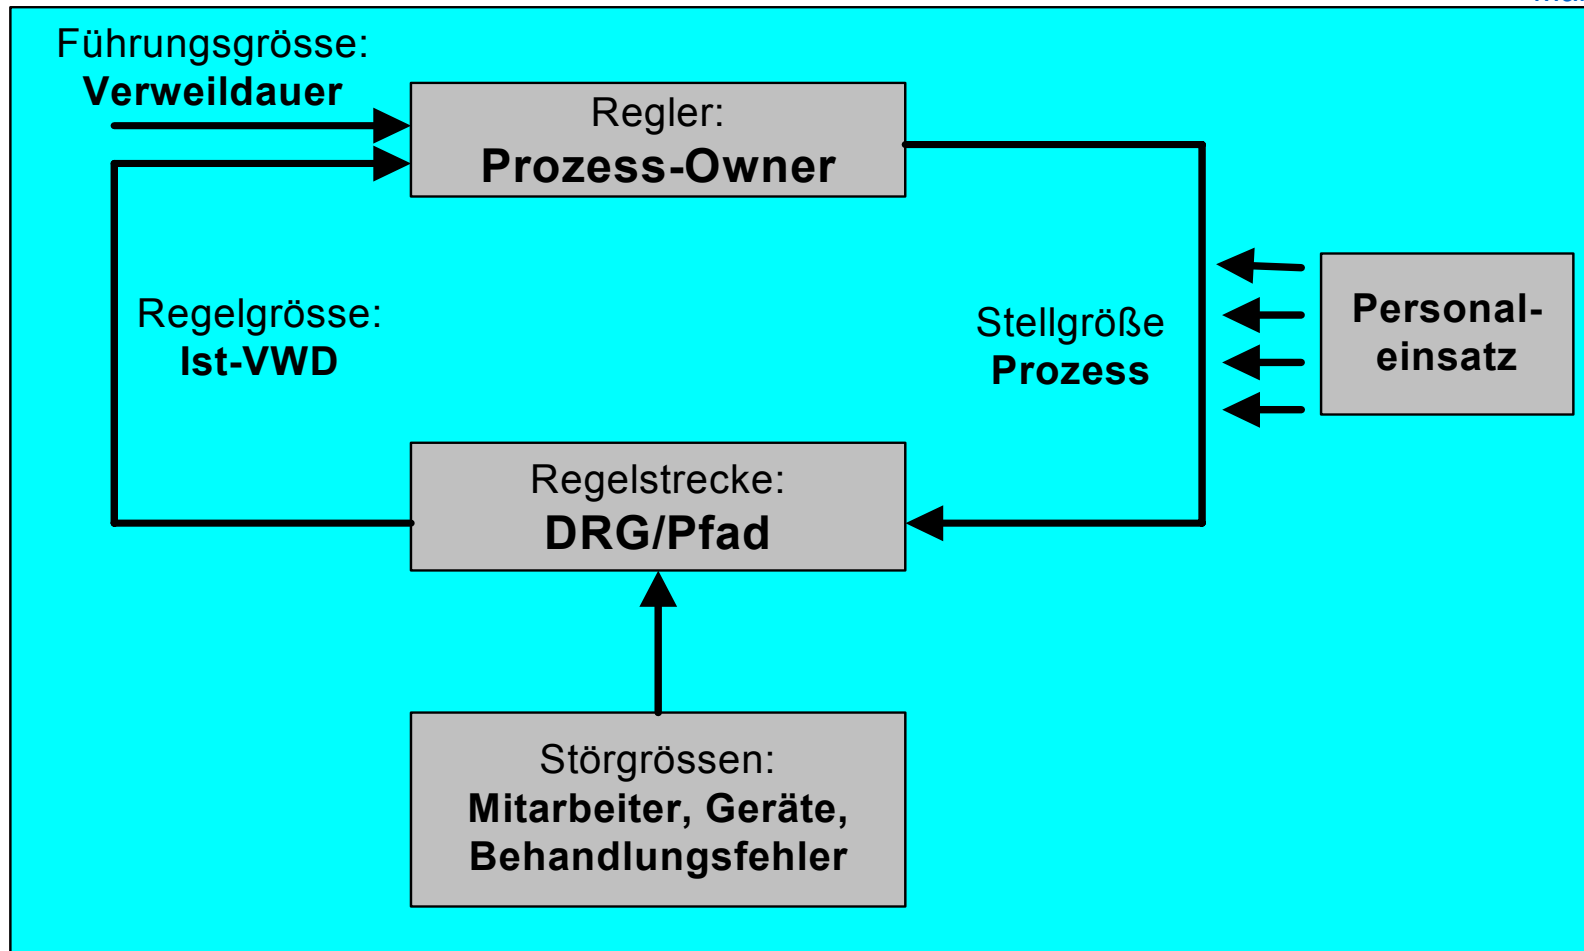 Führungsgrösse:
Verweildauer
Regler:
Prozess-Owner
Regelgrösse:
Ist-VWD
Stellgröße
Prozess
Personal-
einsatz
Regelstrecke:
DRG/Pfad
Störgrössen:
Mitarbeiter, Geräte,
Behandlungsfehler